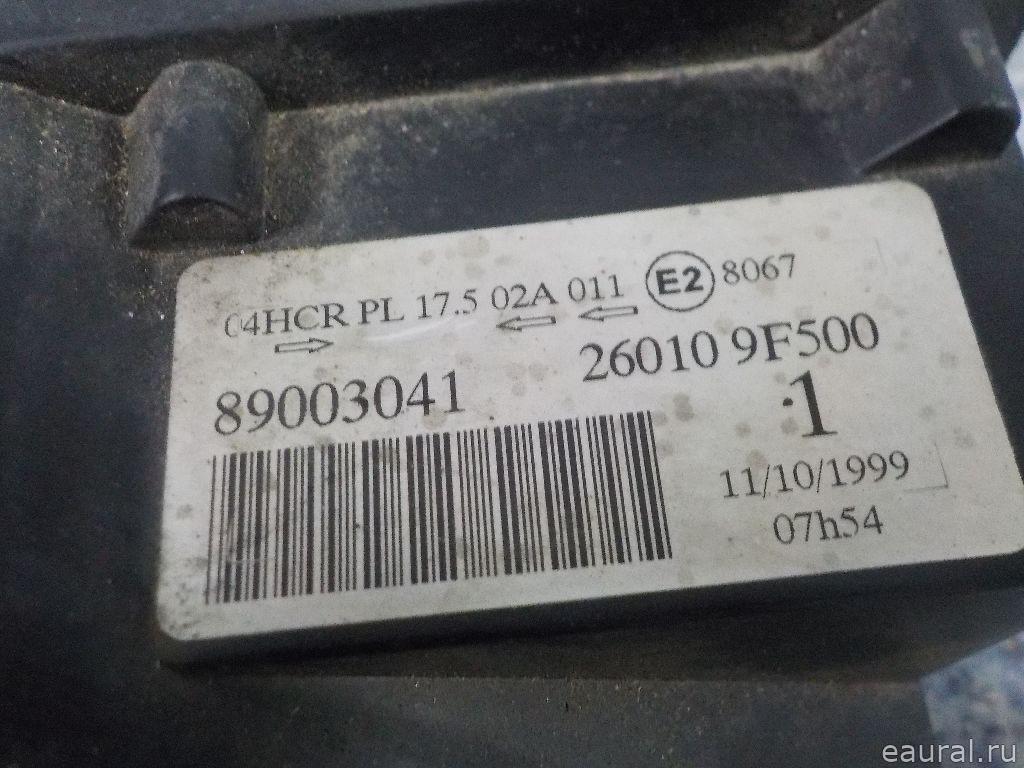 04HCR PL 17.5 02A 011 E2 8067
89003041 26010 9F500
1
11/10/1999
07h54
eaural.ru